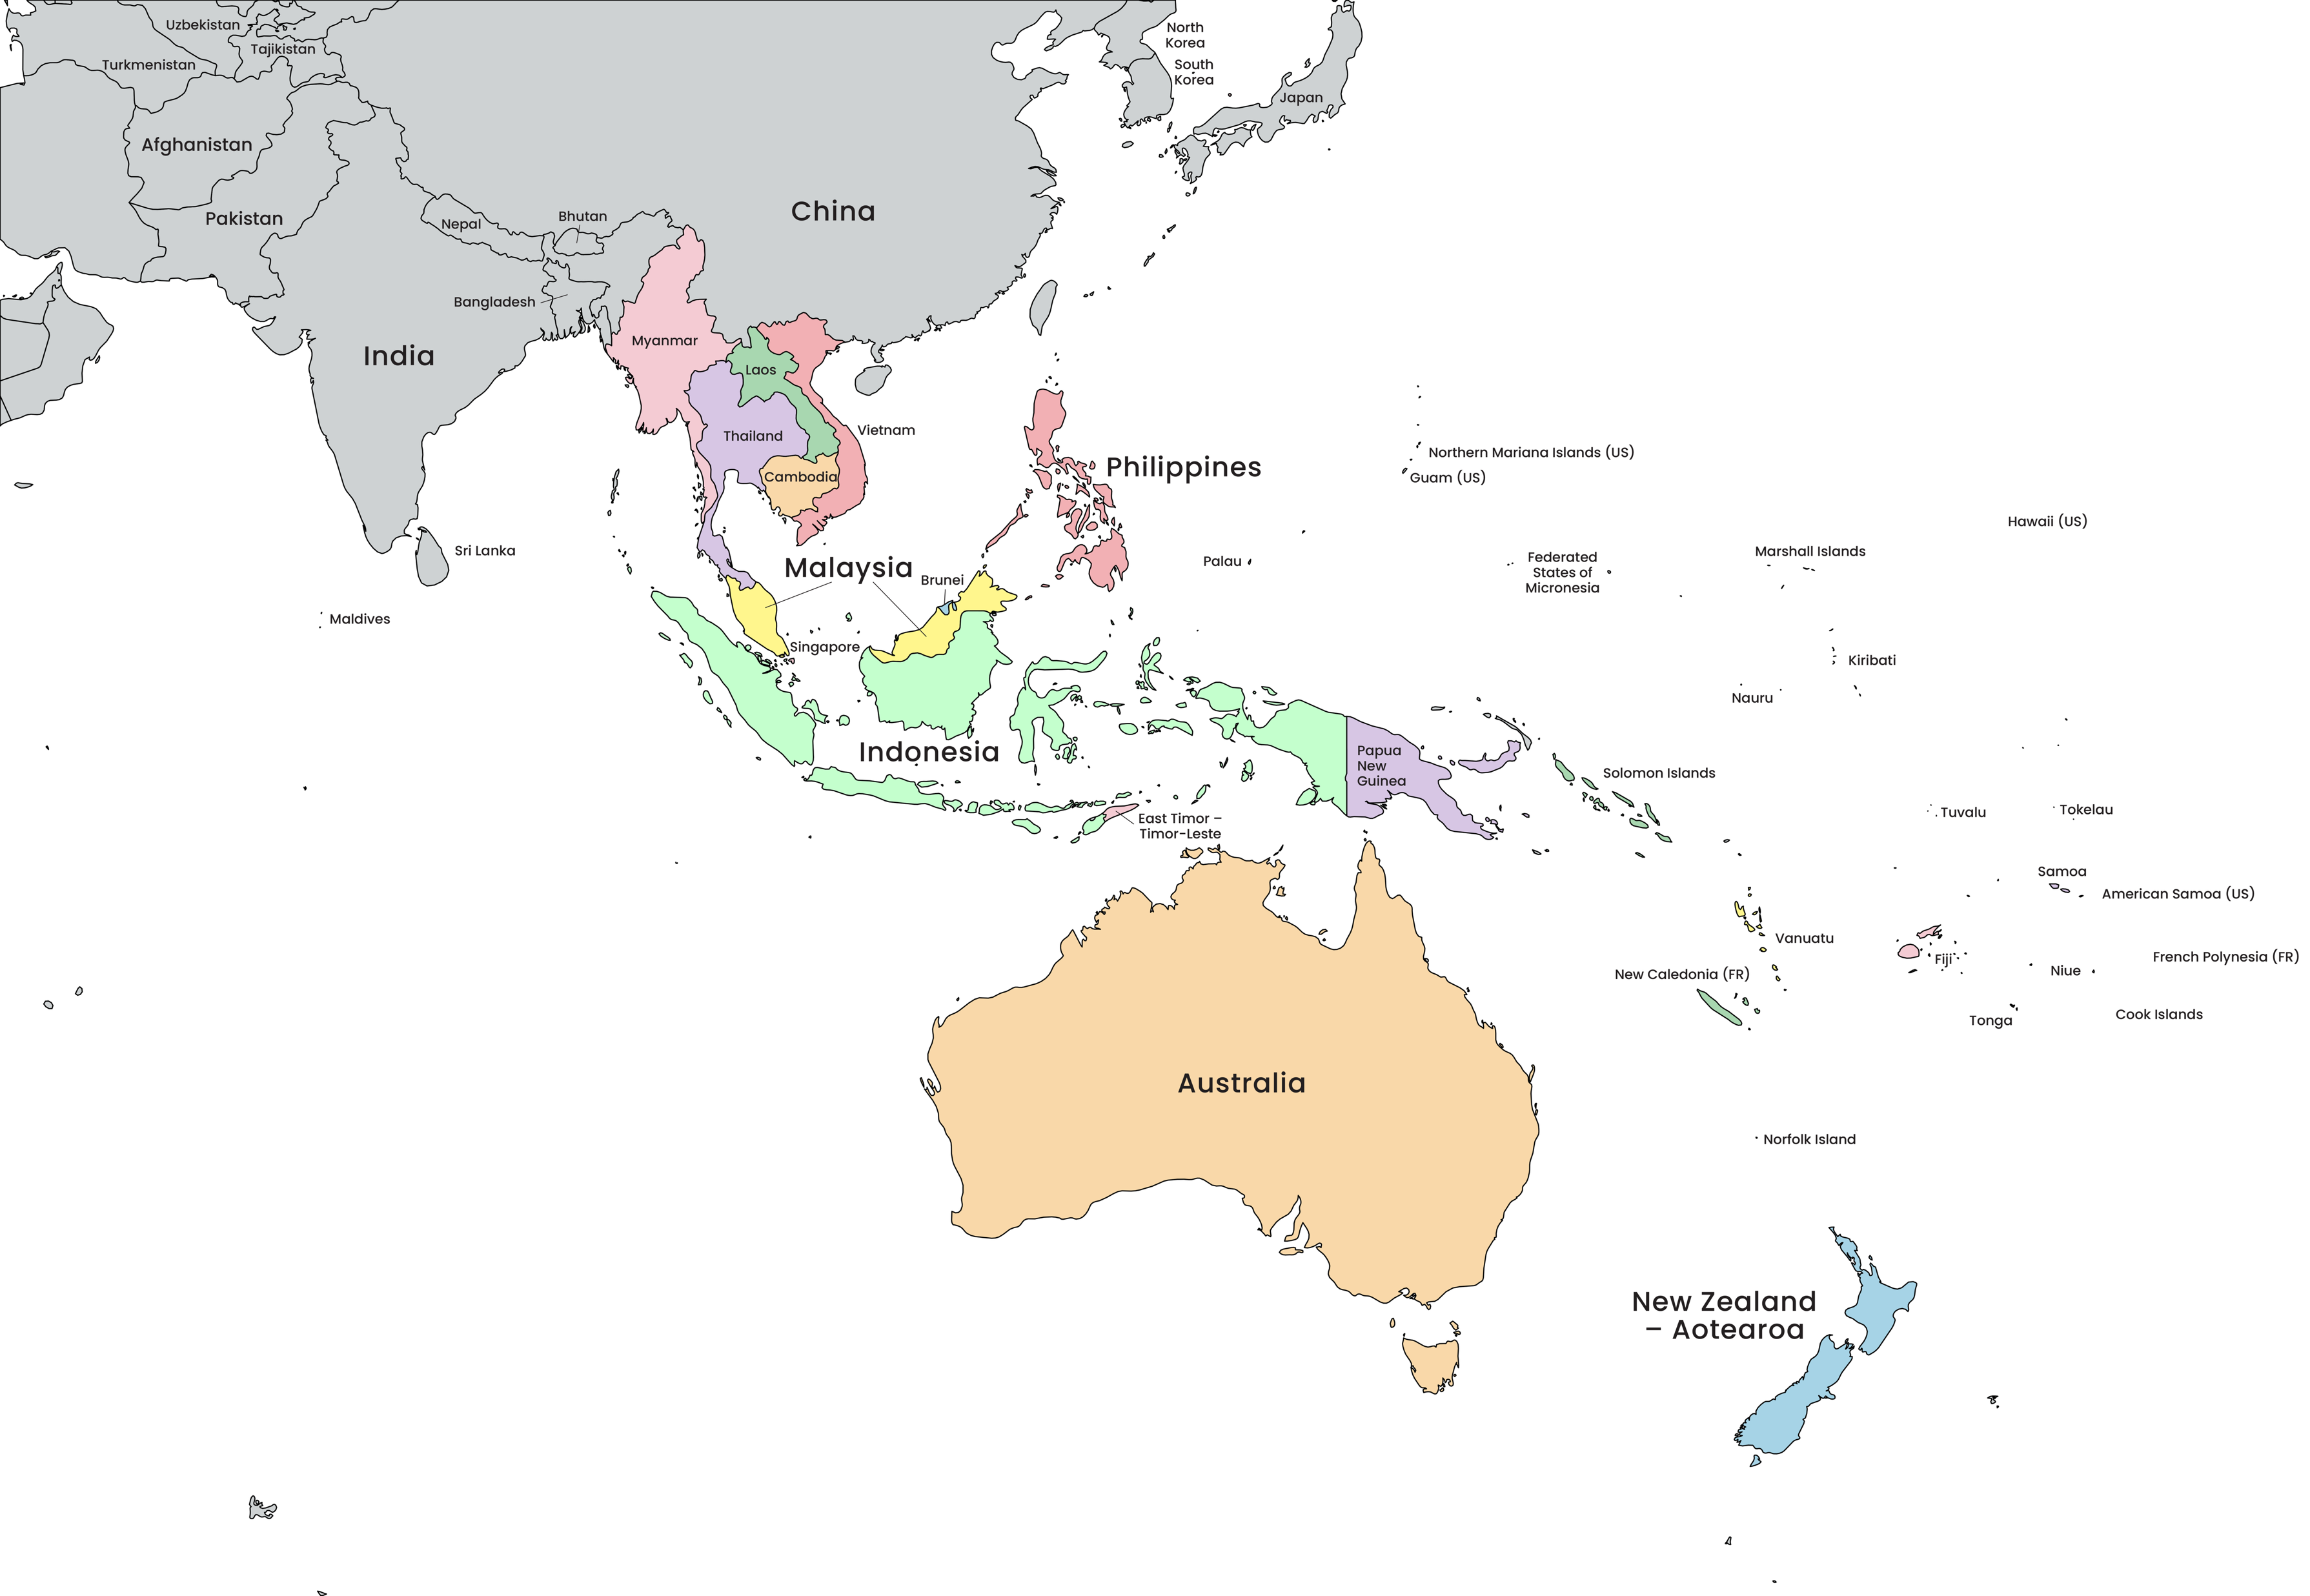 Uzbekistan
Tajikistan
Turkmenistan
Afghanistan
Pakistan
Nepal
Bhutan
Bangladesh
India
Sri Lanka
Maldives
China
North
Korea
South
Korea
Japan
Myanmar
Laos
Thailand
Vietnam
Cambodia
Philippines
Malaysia
Brunei
Singapore
Indonesia
East Timor –
Timor-Leste
Papua
New
Guinea
Northern Mariana Islands (US)
Guam (US)
Palau
Federated
States of
Micronesia
Marshall Islands
Hawaii (US)
Kiribati
Nauru
Solomon Islands
Tuvalu
Tokelau
Samoa
American Samoa (US)
Vanuatu
Fiji
French Polynesia (FR)
New Caledonia (FR)
Niue
Tonga
Cook Islands
Australia
Norfolk Island
New Zealand
– Aotearoa